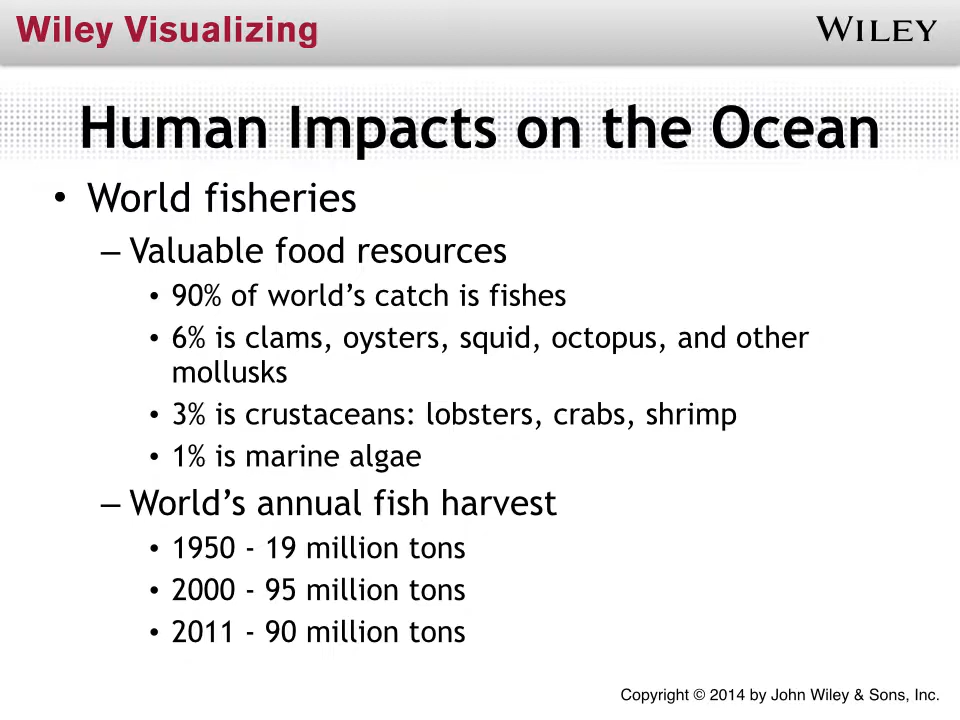 Wiley Visualizing
WILEY
Human Impacts on the Ocean
• World fisheries
– Valuable food resources
• 90% of world’s catch is fishes
• 6% is clams, oysters, squid, octopus, and other
mollusks
• 3% is crustaceans: lobsters, crabs, shrimp
• 1% is marine algae
– World’s annual fish harvest
• 1950 - 19 million tons
• 2000 - 95 million tons
• 2011 - 90 million tons
Copyright © 2014 by John Wiley & Sons, Inc.